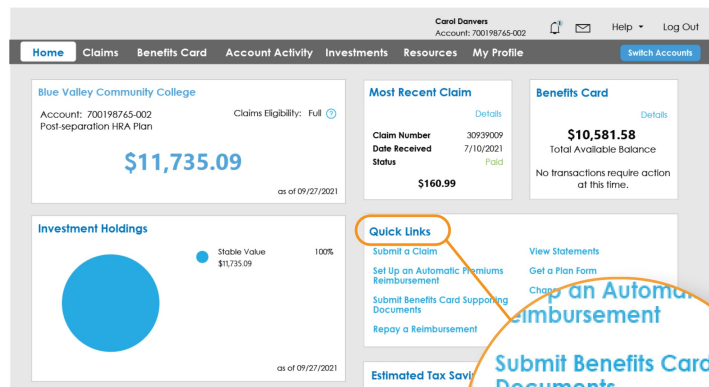 Carol Danvers
Account: 700198765-002
1
Help
Log Out
Home
Claims
Benefits Card
Account Activity
Investments
Resources
My Profile
Switch Accounts
Blue Valley Community College
Account: 700198765-002
Post-separation HRA Plan
Claims Eligibility: Full ?
$11,735.09
as of 09/27/2021
Most Recent Claim
Details
Claim Number 30939009
Date Received 7/10/2021
Status Paid
$160.99
Benefits Card
Details
$10,581.58
Total Available Balance
No transactions require action
at this time.
Investment Holdings
Stable Value 100%
$11,735.09
as of 09/27/2021
Quick Links
Submit a Claim
Set Up an Automatic Premiums
Reimbursement
Submit Benefits Card Supporting
Documents
Repay a Reimbursement
View Statements
Get a Plan Form
Estimated Tax
an
Submit Benefits Card
Documents